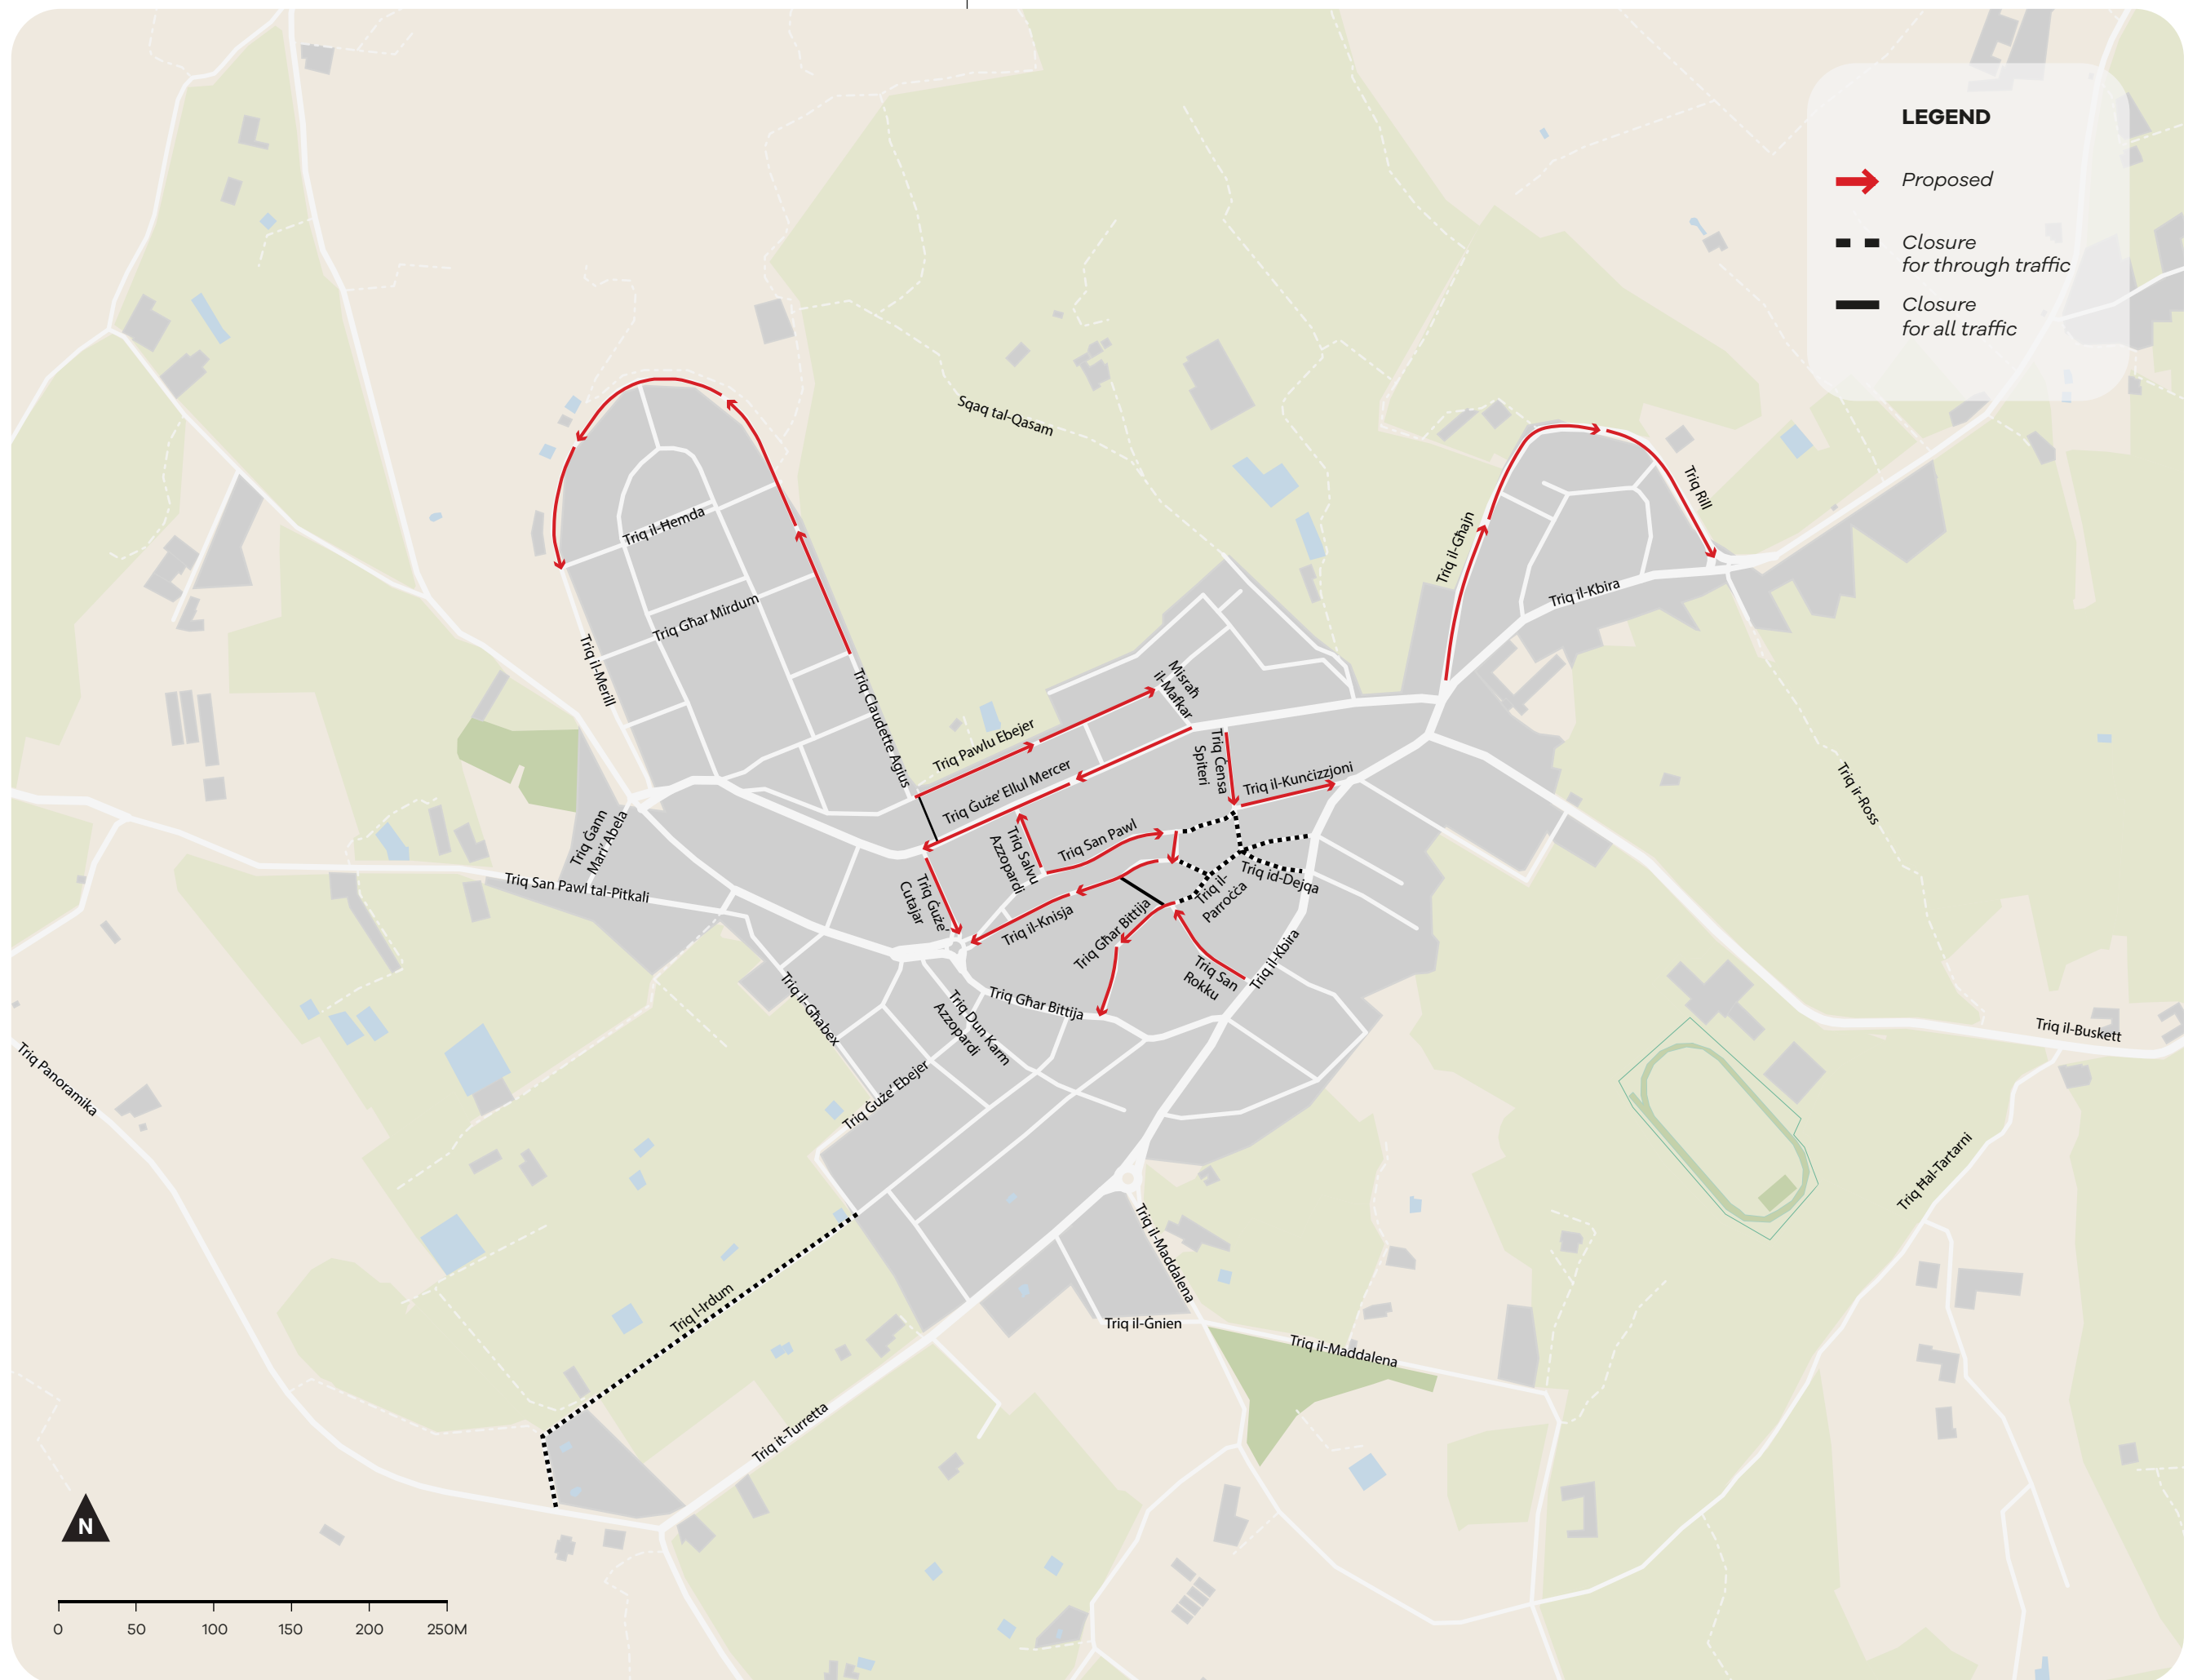 LEGEND
Proposed
Closure
for through traffic
Closure
for all traffic
Sqaq tal-Qasam
Triq Rill
Triq il-Għajn
Triq il-Ħemda
Triq il-Kbira
Triq Għar Mirdum
Triq il-Merill
Triq Claudette Agius
Misraħ
il-Mafkar
Triq Pawlu Ebejer
Triq Ċensa
Spiteri
Triq Ġuże' Ellul Mercer
Triq il-Kunċizzjoni
Triq ir-Ross
Triq Ġann
Mari' Abela
Triq San Pawl
Triq Salvu
Azzopardi
Triq San Pawl tal-Pitkali
Triq Ġuże'
Cutajar
Triq id-Dejqa
Triq il-
Parroċċa
Triq il-Knisja
Triq Għar Bittija
Triq il-Kbira
Triq San
Rokku
Triq il-Għabex
Triq Dun Karm
Azzopardi
Triq Għar Bittija
Triq il-Buskett
Triq Panoramika
Triq Ġuże' Ebejer
Triq Ħal-Tartarni
Triq il-Maddalena
Triq l-Irdum
Triq il-Ġnien
Triq il-Maddalena
Triq it-Turretta
N
0 50 100 150 200 250M